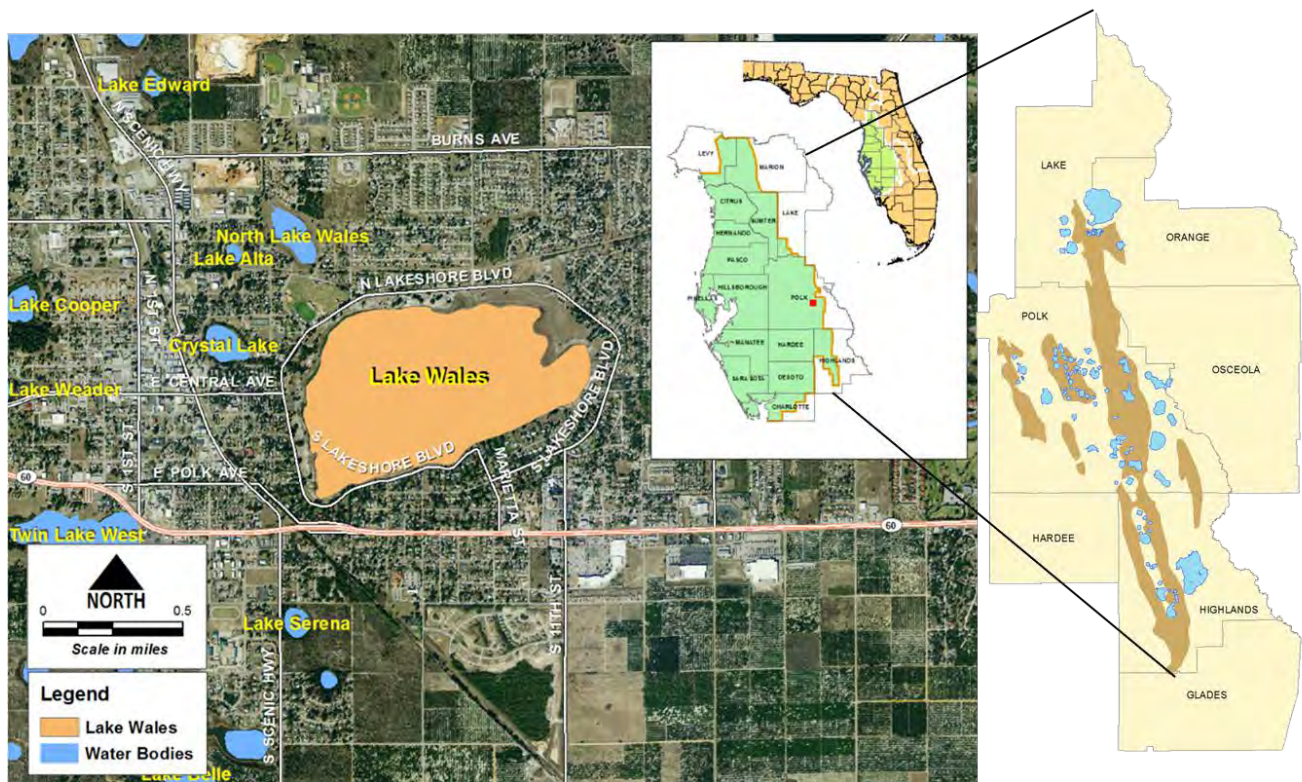 Lake Edward
N SCENIC HWY
BURNS AVE
North Lake Wales
Lake Alta
N LAKESHORE BLVD
Lake Cooper
N 1ST ST
Crystal Lake
Lake Wales
E CENTRAL AVE
Lake Weader
S LAKESHORE BLVD
S LAKESHORE BLVD
MARIETTA ST
S 1ST ST
E POLK AVE
60
60
Twin Lake West
NORTH
0
0.5
Scale in miles
Lake Serena
S SCENIC HWY
S 11TH ST
Legend
Lake Wales
Water Bodies
Lake Belle
LEVY
MARION
CITRUS
SUMTER
LAKE
HERNANDO
PASCO
HILLSBOROUGH
POLK
PINELLAS
MANATEE
HARDEE
HIGHLANDS
SARASOTA
DESOTO
CHARLOTTE
LAKE
ORANGE
POLK
OSCEOLA
HARDEE
HIGHLANDS
GLADES